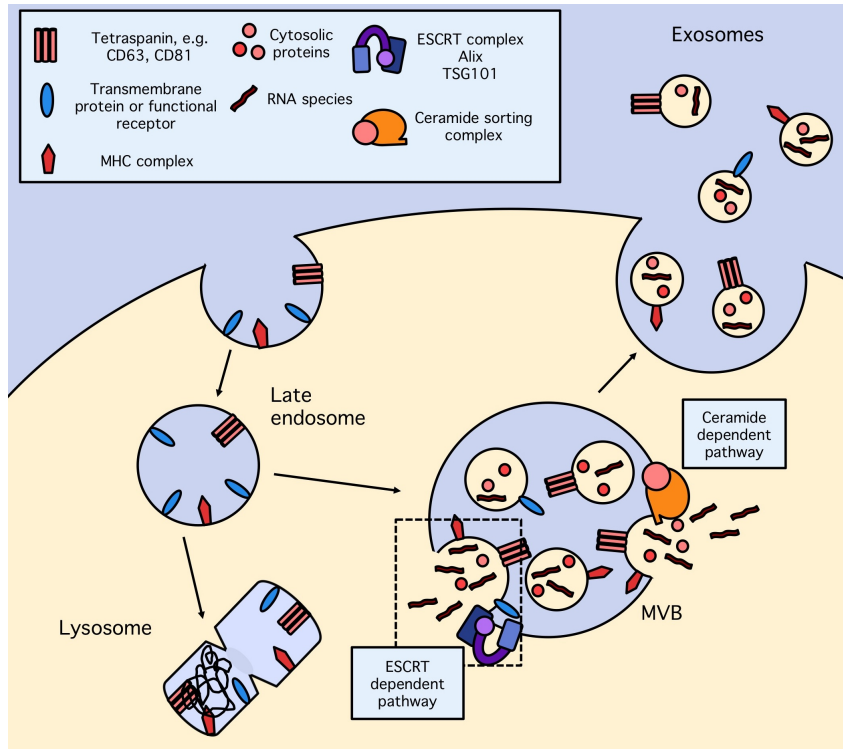 Tetraspanin, e.g.
CD63, CD81
Cytosolic
proteins
ESCRT complex
Alix
TSG101
Transmembrane
protein or functional
receptor
RNA species
Ceramide sorting
complex
MHC complex
Exosomes
Late
endosome
Ceramide
dependent
pathway
Lysosome
MVB
ESCRT
dependent
pathway